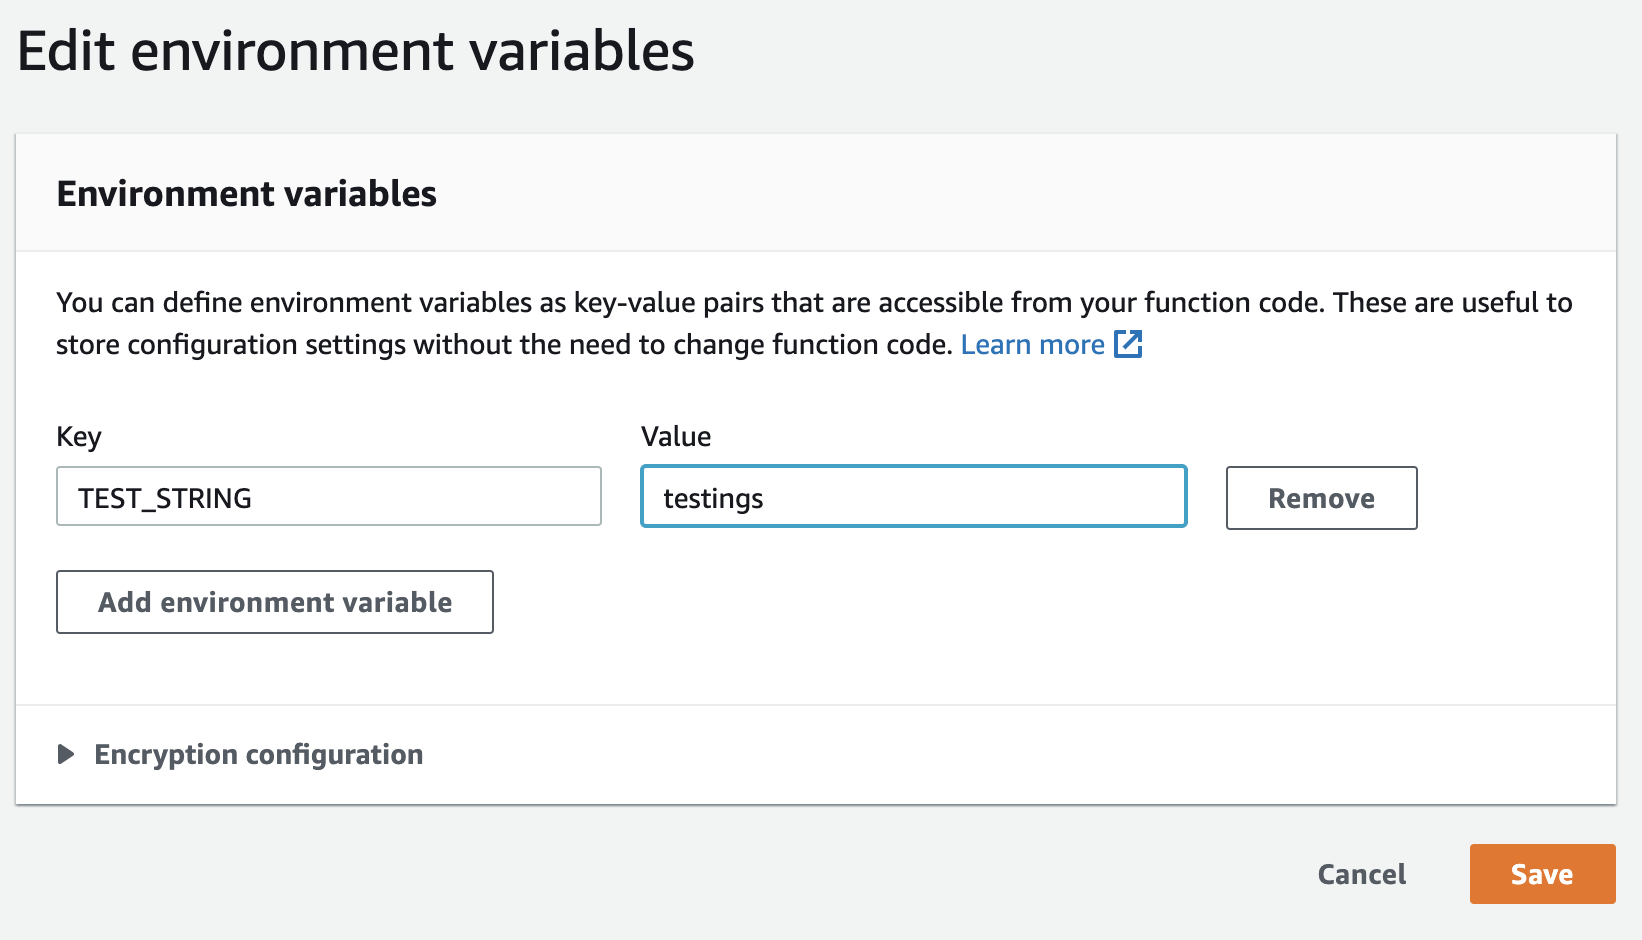 Edit environment variables
Environment variables
You can define environment variables as key-value pairs that are accessible from your function code. These are useful to
store configuration settings without the need to change function code. Learn more
Key
Value
TEST_STRING
testings
Remove
Add environment variable
Encryption configuration
Cancel
Save